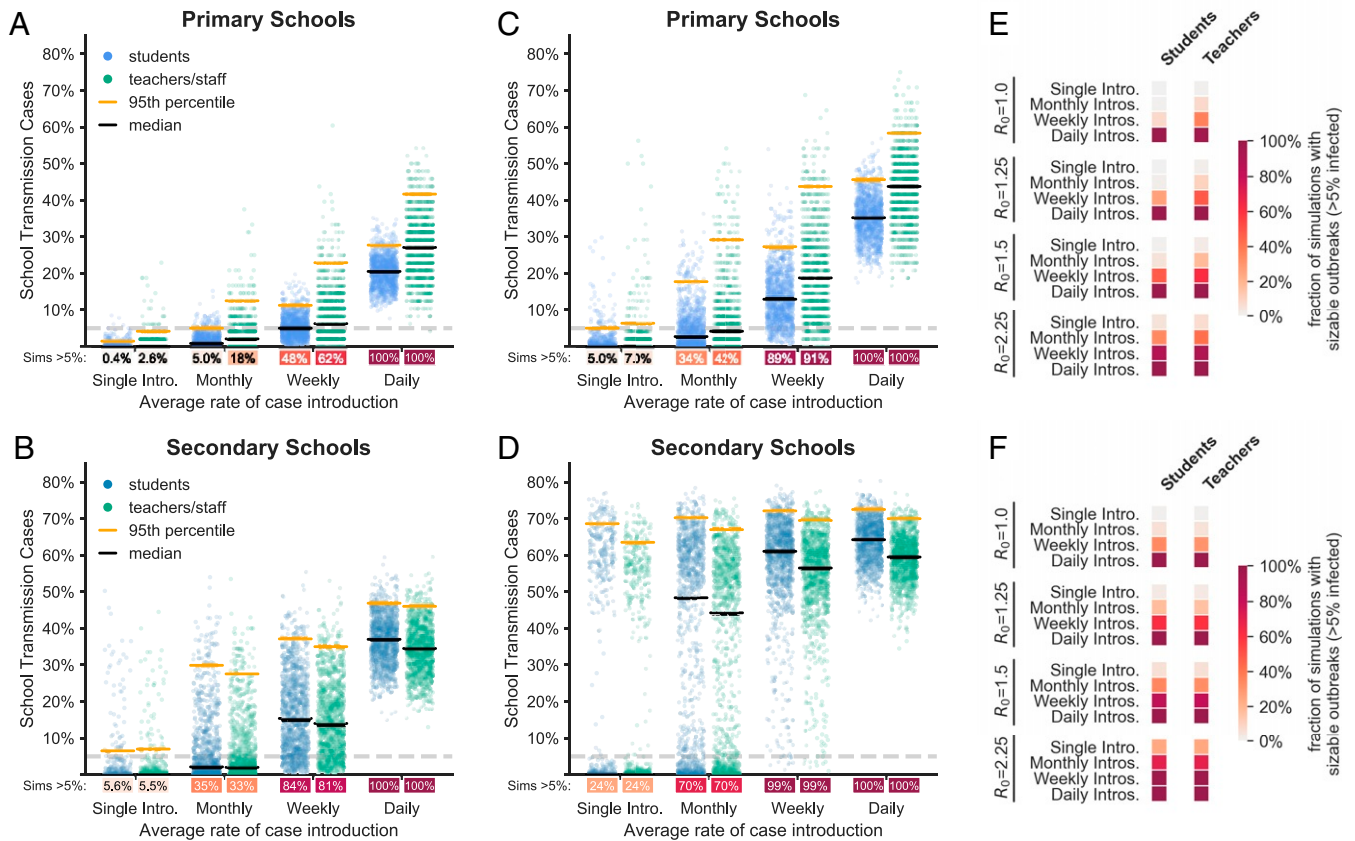 A
Primary Schools
School Transmission Cases
80%
70%
60%
50%
40%
30%
20%
10%
students
teachers/staff
95th percentile
median
Sims >5%: 0.4% 2.6% 5.0% 18% 48% 62% 100% 100%
Single Intro. Monthly Weekly Daily
Average rate of case introduction
C
Primary Schools
School Transmission Cases
80%
70%
60%
50%
40%
30%
20%
10%
Sims >5%: 5.0% 7.0% 34% 42% 89% 91% 100% 100%
Single Intro. Monthly Weekly Daily
Average rate of case introduction
E
Students
Teachers
R0=1.0
Single Intro.
Monthly Intros.
Weekly Intros.
Daily Intros.
R0=1.25
Single Intro.
Monthly Intros.
Weekly Intros.
Daily Intros.
R0=1.5
Single Intro.
Monthly Intros.
Weekly Intros.
Daily Intros.
R0=2.25
Single Intro.
Monthly Intros.
Weekly Intros.
Daily Intros.
100%
80%
60%
40%
20%
0%
fraction of simulations with
sizable outbreaks (>5% infected)
B
Secondary Schools
School Transmission Cases
80%
70%
60%
50%
40%
30%
20%
10%
students
teachers/staff
95th percentile
median
Sims >5%: 5.6% 5.5% 35% 33% 84% 81% 100% 100%
Single Intro. Monthly Weekly Daily
Average rate of case introduction
D
Secondary Schools
School Transmission Cases
80%
70%
60%
50%
40%
30%
20%
10%
Sims >5%: 24% 24% 70% 70% 99% 99% 100% 100%
Single Intro. Monthly Weekly Daily
Average rate of case introduction
F
Students
Teachers
R0=1.0
Single Intro.
Monthly Intros.
Weekly Intros.
Daily Intros.
R0=1.25
Single Intro.
Monthly Intros.
Weekly Intros.
Daily Intros.
R0=1.5
Single Intro.
Monthly Intros.
Weekly Intros.
Daily Intros.
R0=2.25
Single Intro.
Monthly Intros.
Weekly Intros.
Daily Intros.
100%
80%
60%
40%
20%
0%
fraction of simulations with
sizable outbreaks (>5% infected)